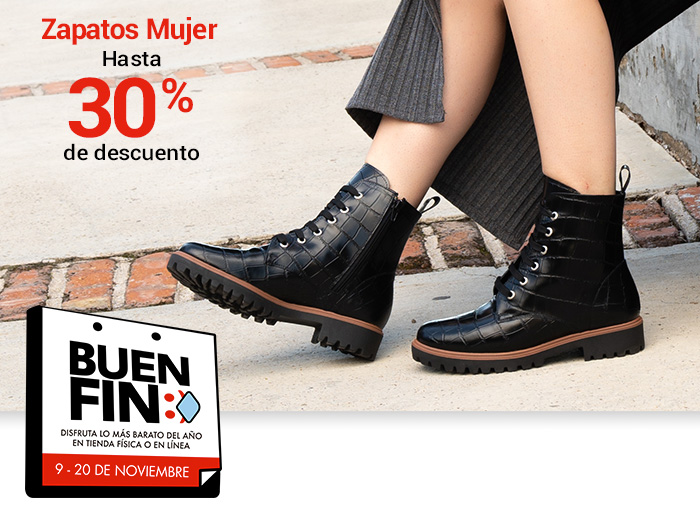 Zapatos Mujer
Hasta
30%
de descuento
BUEN
FIN:
DISFRUTA LO MÁS BARATO DEL AÑO
EN TIENDA FÍSICA O EN LÍNEA
9 - 20 DE NOVIEMBRE